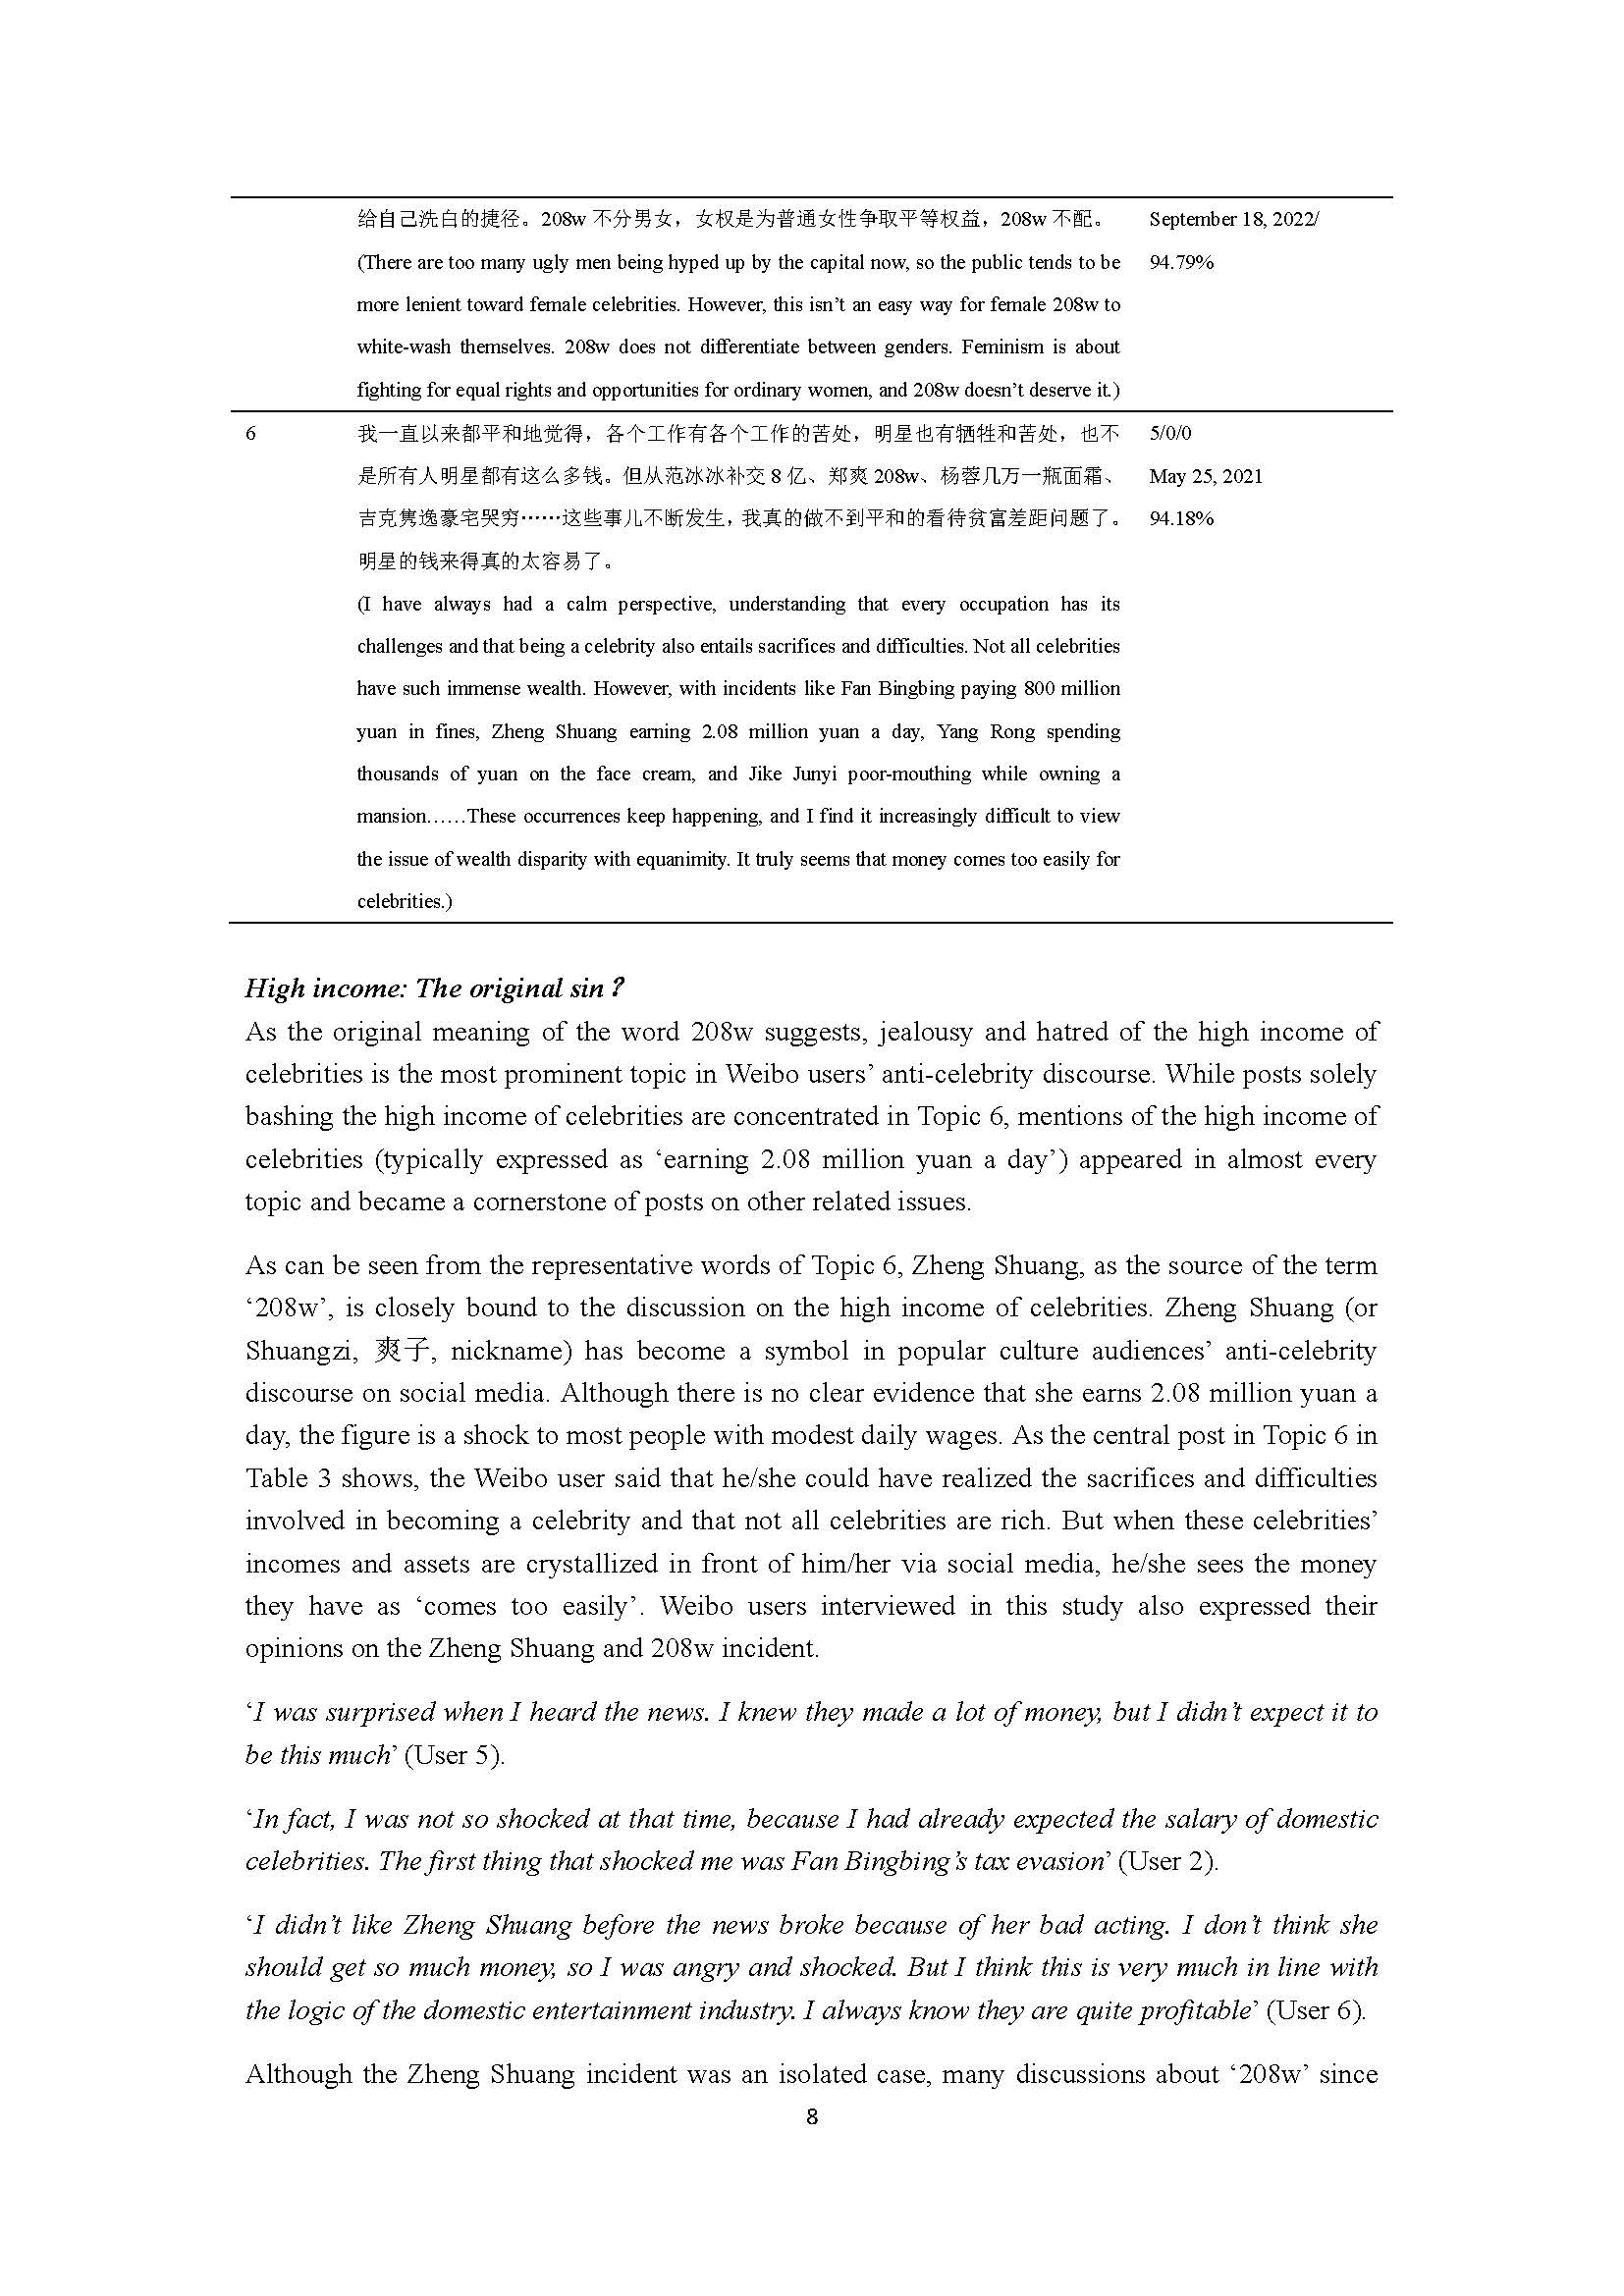 给自己洗白的捷径。208w 不分男女，女权是为普通女性争取平等权益，208w 不配。 September 18, 2022/
(There are too many ugly men being hyped up by the capital now, so the public tends to be 94.79%
more lenient toward female celebrities. However, this isn’t an easy way for female 208w to
white-wash themselves. 208w does not differentiate between genders. Feminism is about
fighting for equal rights and opportunities for ordinary women, and 208w doesn’t deserve it.)
6 我一直以来都平和地觉得，各个工作有各个工作的苦处，明星也有牺牲和苦处，也不 5/0/0
是所有人明星都有这么多钱。但从范冰冰补交 8 亿、郑爽 208w、杨蓉几万一瓶面霜、 May 25, 2021
吉克隽逸豪宅哭穷……这些事儿不断发生，我真的做不到平和的看待贫富差距问题了。 94.18%
明星的钱来得真的太容易了。
(I have always had a calm perspective, understanding that every occupation has its
challenges and that being a celebrity also entails sacrifices and difficulties. Not all celebrities
have such immense wealth. However, with incidents like Fan Bingbing paying 800 million
yuan in fines, Zheng Shuang earning 2.08 million yuan a day, Yang Rong spending
thousands of yuan on the face cream, and Jike Junyi poor-mouthing while owning a
mansion……These occurrences keep happening, and I find it increasingly difficult to view
the issue of wealth disparity with equanimity. It truly seems that money comes too easily for
celebrities.)
High income: The original sin？
As the original meaning of the word 208w suggests, jealousy and hatred of the high income of
celebrities is the most prominent topic in Weibo users’ anti-celebrity discourse. While posts solely
bashing the high income of celebrities are concentrated in Topic 6, mentions of the high income of
celebrities (typically expressed as ‘earning 2.08 million yuan a day’) appeared in almost every
topic and became a cornerstone of posts on other related issues.
As can be seen from the representative words of Topic 6, Zheng Shuang, as the source of the term
‘208w’, is closely bound to the discussion on the high income of celebrities. Zheng Shuang (or
Shuangzi, 爽子, nickname) has become a symbol in popular culture audiences’ anti-celebrity
discourse on social media. Although there is no clear evidence that she earns 2.08 million yuan a
day, the figure is a shock to most people with modest daily wages. As the central post in Topic 6 in
Table 3 shows, the Weibo user said that he/she could have realized the sacrifices and difficulties
involved in becoming a celebrity and that not all celebrities are rich. But when these celebrities’
incomes and assets are crystallized in front of him/her via social media, he/she sees the money
they have as ‘comes too easily’. Weibo users interviewed in this study also expressed their
opinions on the Zheng Shuang and 208w incident.
‘I was surprised when I heard the news. I knew they made a lot of money, but I didn’t expect it to
be this much’ (User 5).
‘In fact, I was not so shocked at that time, because I had already expected the salary of domestic
celebrities. The first thing that shocked me was Fan Bingbing’s tax evasion’ (User 2).
‘I didn’t like Zheng Shuang before the news broke because of her bad acting. I don’t think she
should get so much money, so I was angry and shocked. But I think this is very much in line with
the logic of the domestic entertainment industry. I always know they are quite profitable’ (User 6).
Although the Zheng Shuang incident was an isolated case, many discussions about ‘208w’ since
8